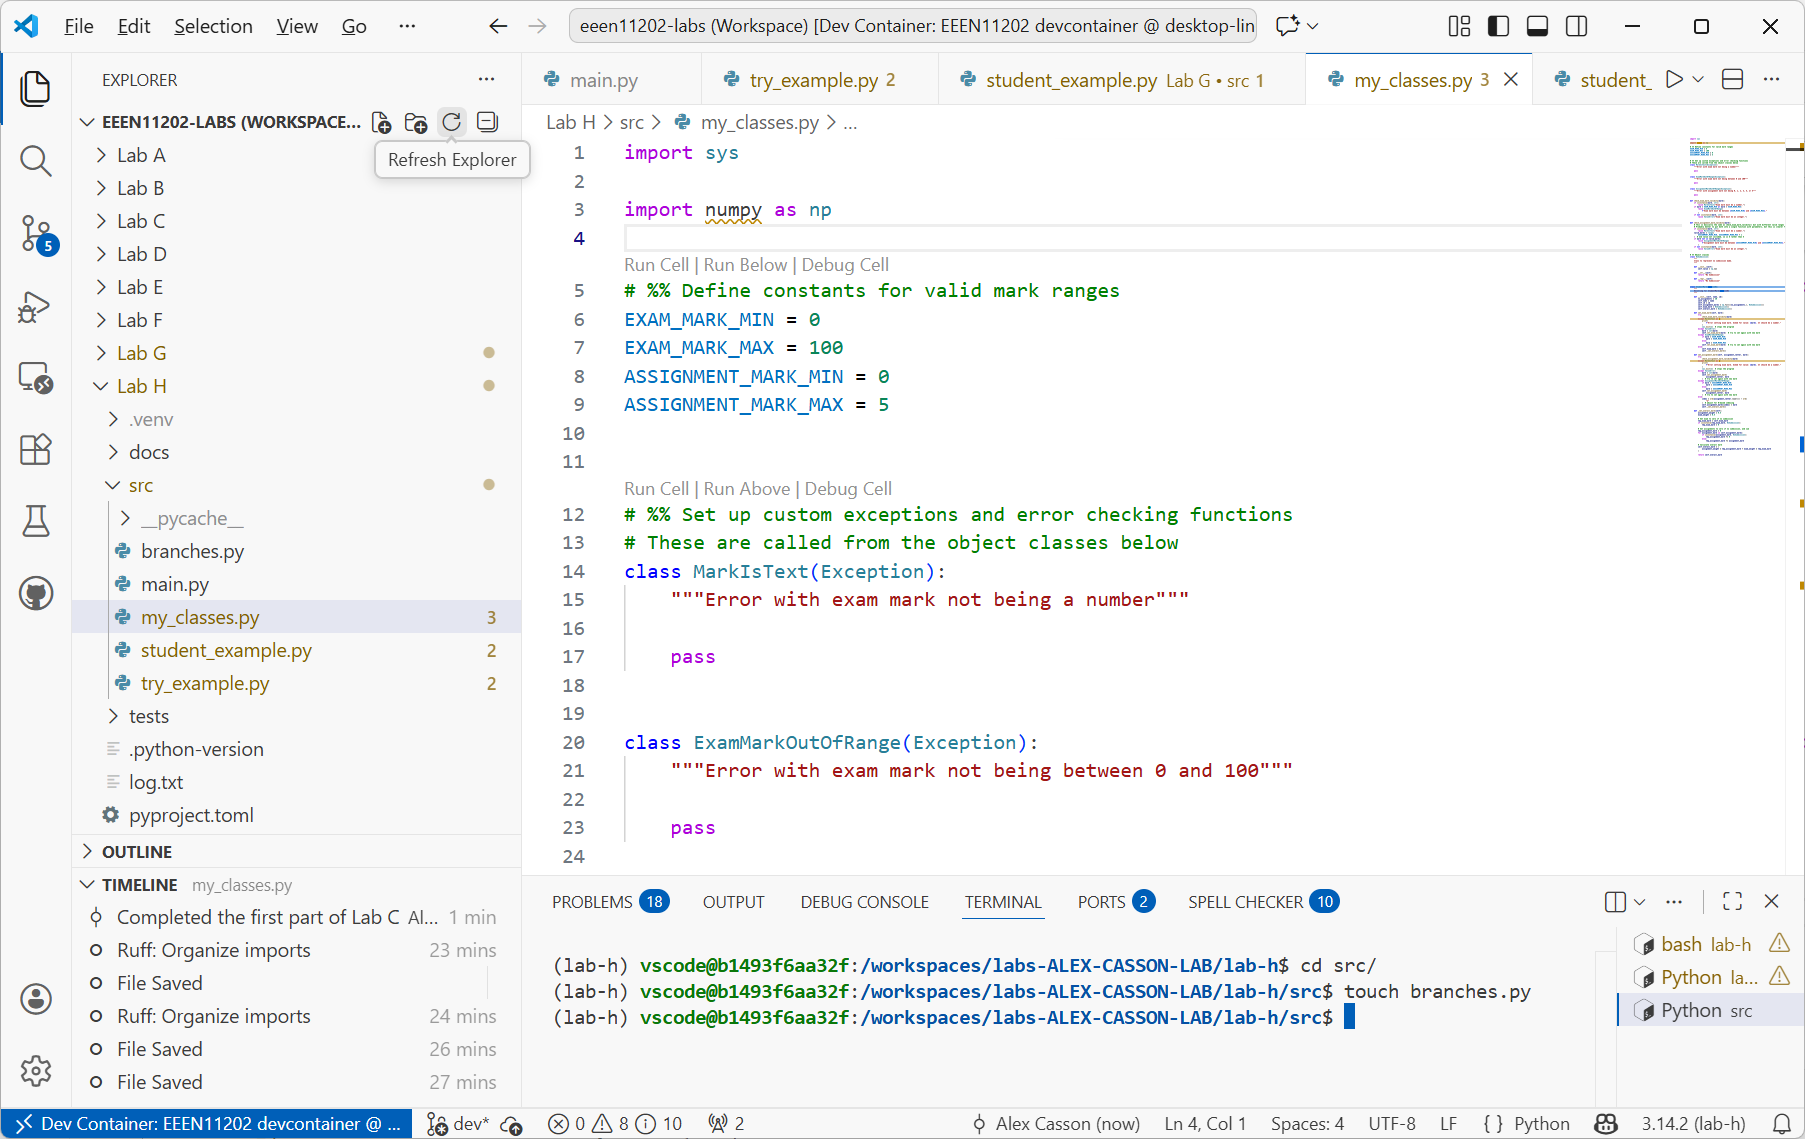 File Edit Selection View Go ··· eeen11202-labs (Workspace) [Dev Container: EEEN11202 devcontainer @ desktop-lin
EXPLORER
EEEN11202-LABS (WORKSPACE...
Refresh Explorer
Lab A
Lab B
Lab C
Lab D
Lab E
Lab F
Lab G
Lab H
.venv
docs
src
__pycache__
branches.py
main.py
my_classes.py 3
student_example.py 2
try_example.py 2
tests
.python-version
log.txt
pyproject.toml
OUTLINE
TIMELINE my_classes.py
Completed the first part of Lab C Al... 1 min
Ruff: Organize imports 23 mins
File Saved
Ruff: Organize imports 24 mins
File Saved 26 mins
File Saved 27 mins
5
main.py try_example.py 2 student_example.py Lab G • src 1 my_classes.py 3 student_
Lab H > src > my_classes.py > ...
1 import sys
2
3 import numpy as np
4
Run Cell | Run Below | Debug Cell
5 # %% Define constants for valid mark ranges
6 EXAM_MARK_MIN = 0
7 EXAM_MARK_MAX = 100
8 ASSIGNMENT_MARK_MIN = 0
9 ASSIGNMENT_MARK_MAX = 5
10
11
Run Cell | Run Above | Debug Cell
12 # %% Set up custom exceptions and error checking functions
13 # These are called from the object classes below
14 class MarkIsText(Exception):
15 """Error with exam mark not being a number"""
16
17 pass
18
19
20 class ExamMarkOutOfRange(Exception):
21 """Error with exam mark not being between 0 and 100"""
22
23 pass
24
PROBLEMS 18 OUTPUT DEBUG CONSOLE TERMINAL PORTS 2 SPELL CHECKER 10
(lab-h) vscode@b1493f6aa32f:/workspaces/labs-ALEX-CASSON-LAB/lab-h$ cd src/
(lab-h) vscode@b1493f6aa32f:/workspaces/labs-ALEX-CASSON-LAB/lab-h/src$ touch branches.py
(lab-h) vscode@b1493f6aa32f:/workspaces/labs-ALEX-CASSON-LAB/lab-h/src$
bash lab-h
Python la...
Python src
Dev Container: EEEN11202 devcontainer @ ... dev* 0 8 10 2 Alex Casson (now) Ln 4, Col 1 Spaces: 4 UTF-8 LF { } Python 3.14.2 (lab-h)